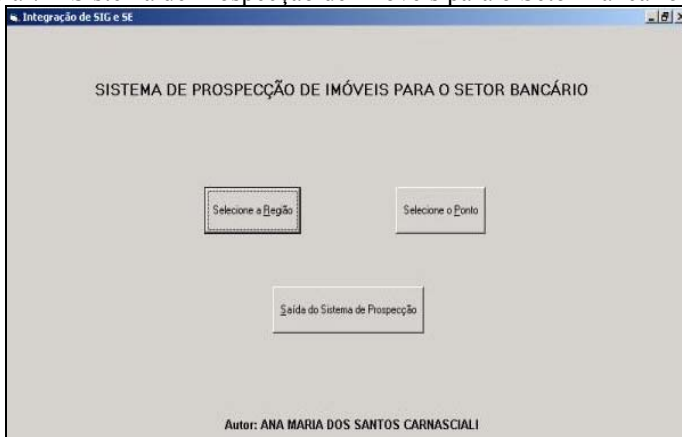 Integração de SIG e SE
SISTEMA DE PROSPECÇÃO DE IMÓVEIS PARA O SETOR BANCÁRIO
Selecione a Região
Selecione o Ponto
Saída do Sistema de Prospecção
Autor: ANA MARIA DOS SANTOS CARNASCIALI